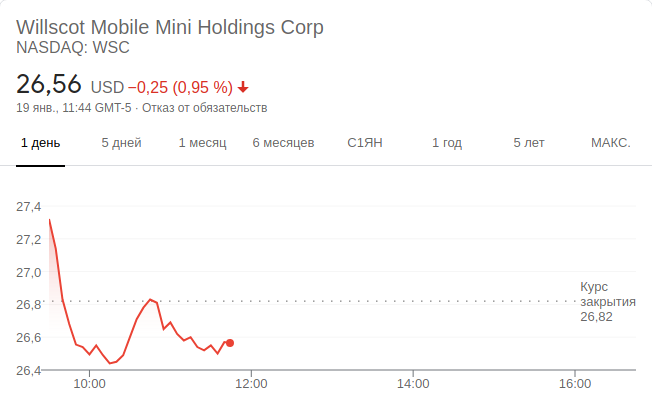 Willscot Mobile Mini Holdings Corp
NASDAQ: WSC
26,56 USD −0,25 (0,95 %)
19 янв., 11:44 GMT-5 · Отказ от обязательств
1 день 5 дней 1 месяц 6 месяцев С1ЯН 1 год 5 лет МАКС.
27,4
27,2
27,0
26,8
26,6
26,4
Курс
закрытия
26,82
10:00 12:00 14:00 16:00